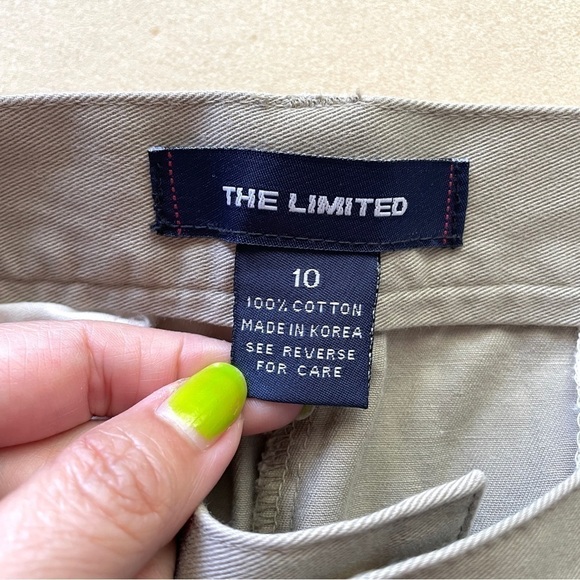 THE LIMITED
10
100% COTTON
MADE IN KOREA
SEE REVERSE
FOR CARE